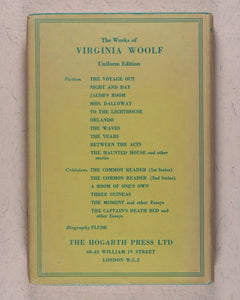 The Works of
VIRGINIA WOOLF
Uniform Edition
Fiction THE VOYAGE OUT
NIGHT AND DAY
JACOB'S ROOM
MRS. DALLOWAY
TO THE LIGHTHOUSE
ORLANDO
THE WAVES
THE YEARS
BETWEEN THE ACTS
THE HAUNTED HOUSE and other
stories
Criticism THE COMMON READER (1st Series)
THE COMMON READER (2nd Series)
A ROOM OF ONE'S OWN
THREE GUINEAS
THE MOMENT and other Essays
THE CAPTAIN'S DEATH BED and
other Essays
Biography FLUSH
THE HOGARTH PRESS LTD
40-42 WILLIAM IV STREET
LONDON W.C.2